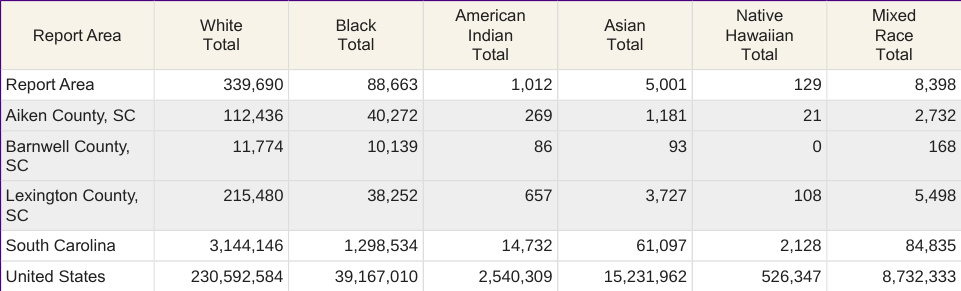 Report Area White Total Black Total American Indian Total Asian Total Native Hawaiian Total Mixed Race Total
Report Area 339,690 88,663 1,012 5,001 129 8,398
Aiken County, SC 112,436 40,272 269 1,181 21 2,732
Barnwell County, SC 11,774 10,139 86 93 0 168
Lexington County, SC 215,480 38,252 657 3,727 108 5,498
South Carolina 3,144,146 1,298,534 14,732 61,097 2,128 84,835
United States 230,592,584 39,167,010 2,540,309 15,231,962 526,347 8,732,333